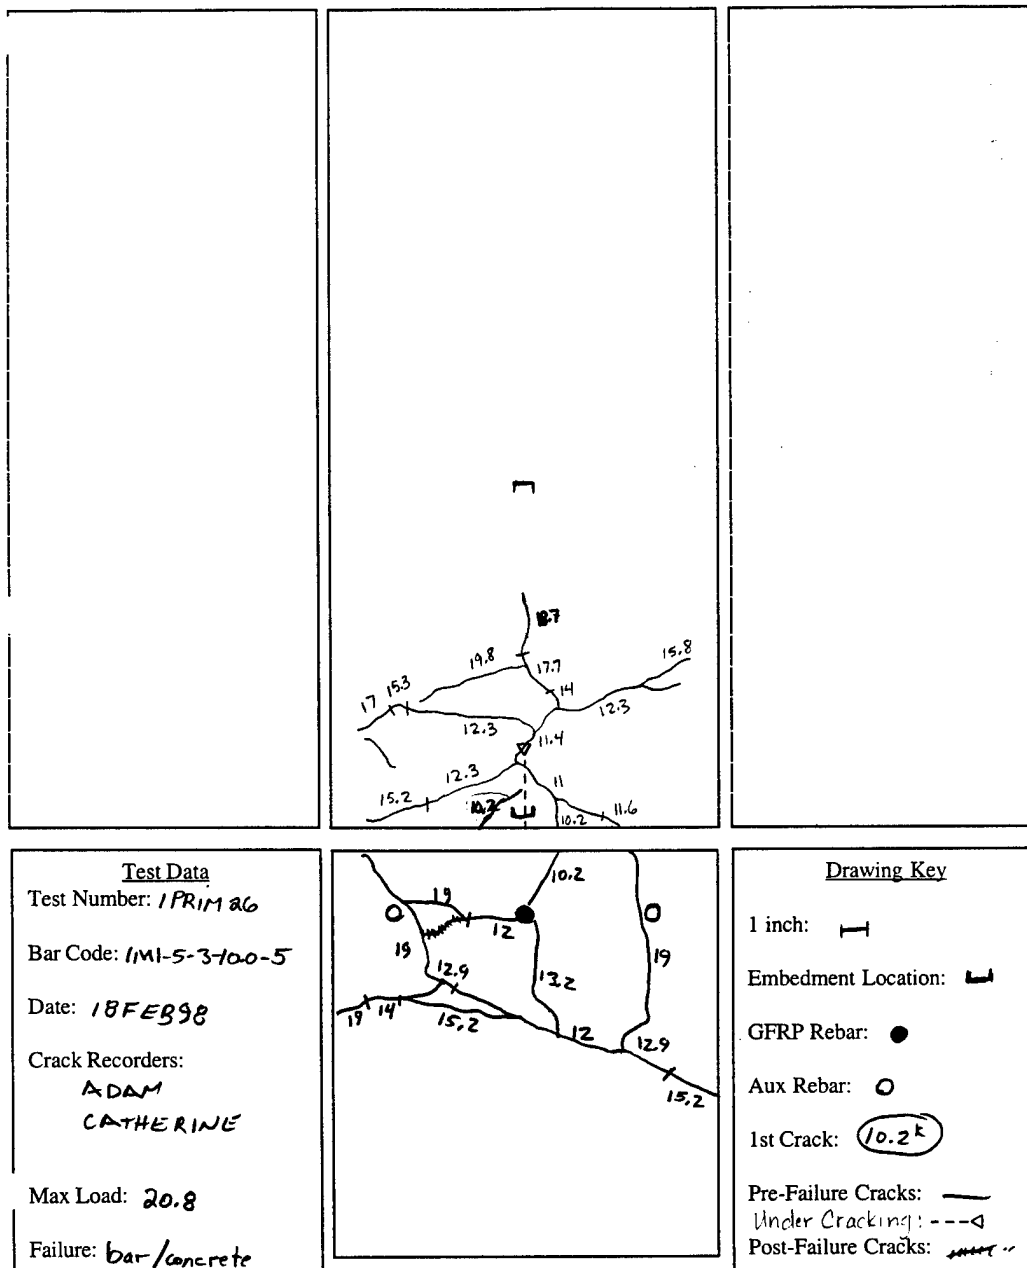 18.7
19.8
17.7
15.8
14
17
15.3
12.3
12.3
11.4
12.3
11
15.2
10.2
11.6
10.2
Test Data
Test Number: 1PRIM26
Bar Code: 1M1-5-3-100-5
Date: 18FEB98
Crack Recorders:
ADAM
CATHERINE
Max Load: 20.8
Failure: bar/concrete
10.2
19
12
19
19
12.9
13.2
19
14
15.2
12
12.9
15.2
Drawing Key
1 inch:
Embedment Location:
GFRP Rebar:
Aux Rebar:
1st Crack: 10.2k
Pre-Failure Cracks:
Under Cracking:
Post-Failure Cracks: